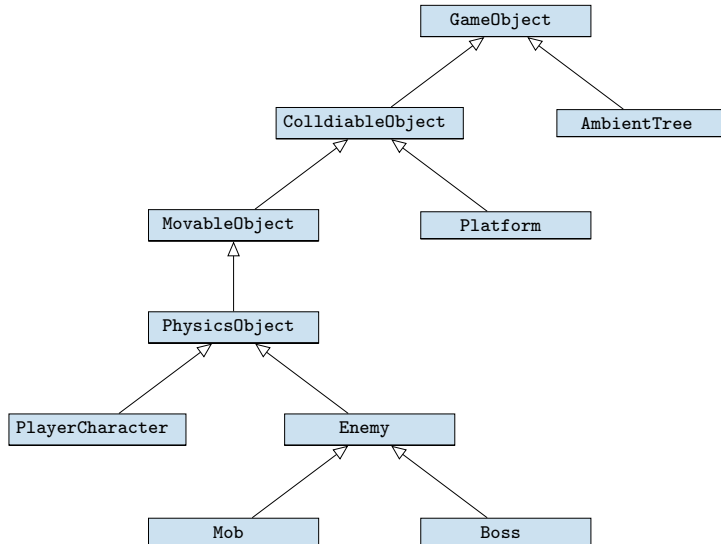 GameObject
ColldiableObject
AmbientTree
MovableObject
Platform
PhysicsObject
PlayerCharacter
Enemy
Mob
Boss